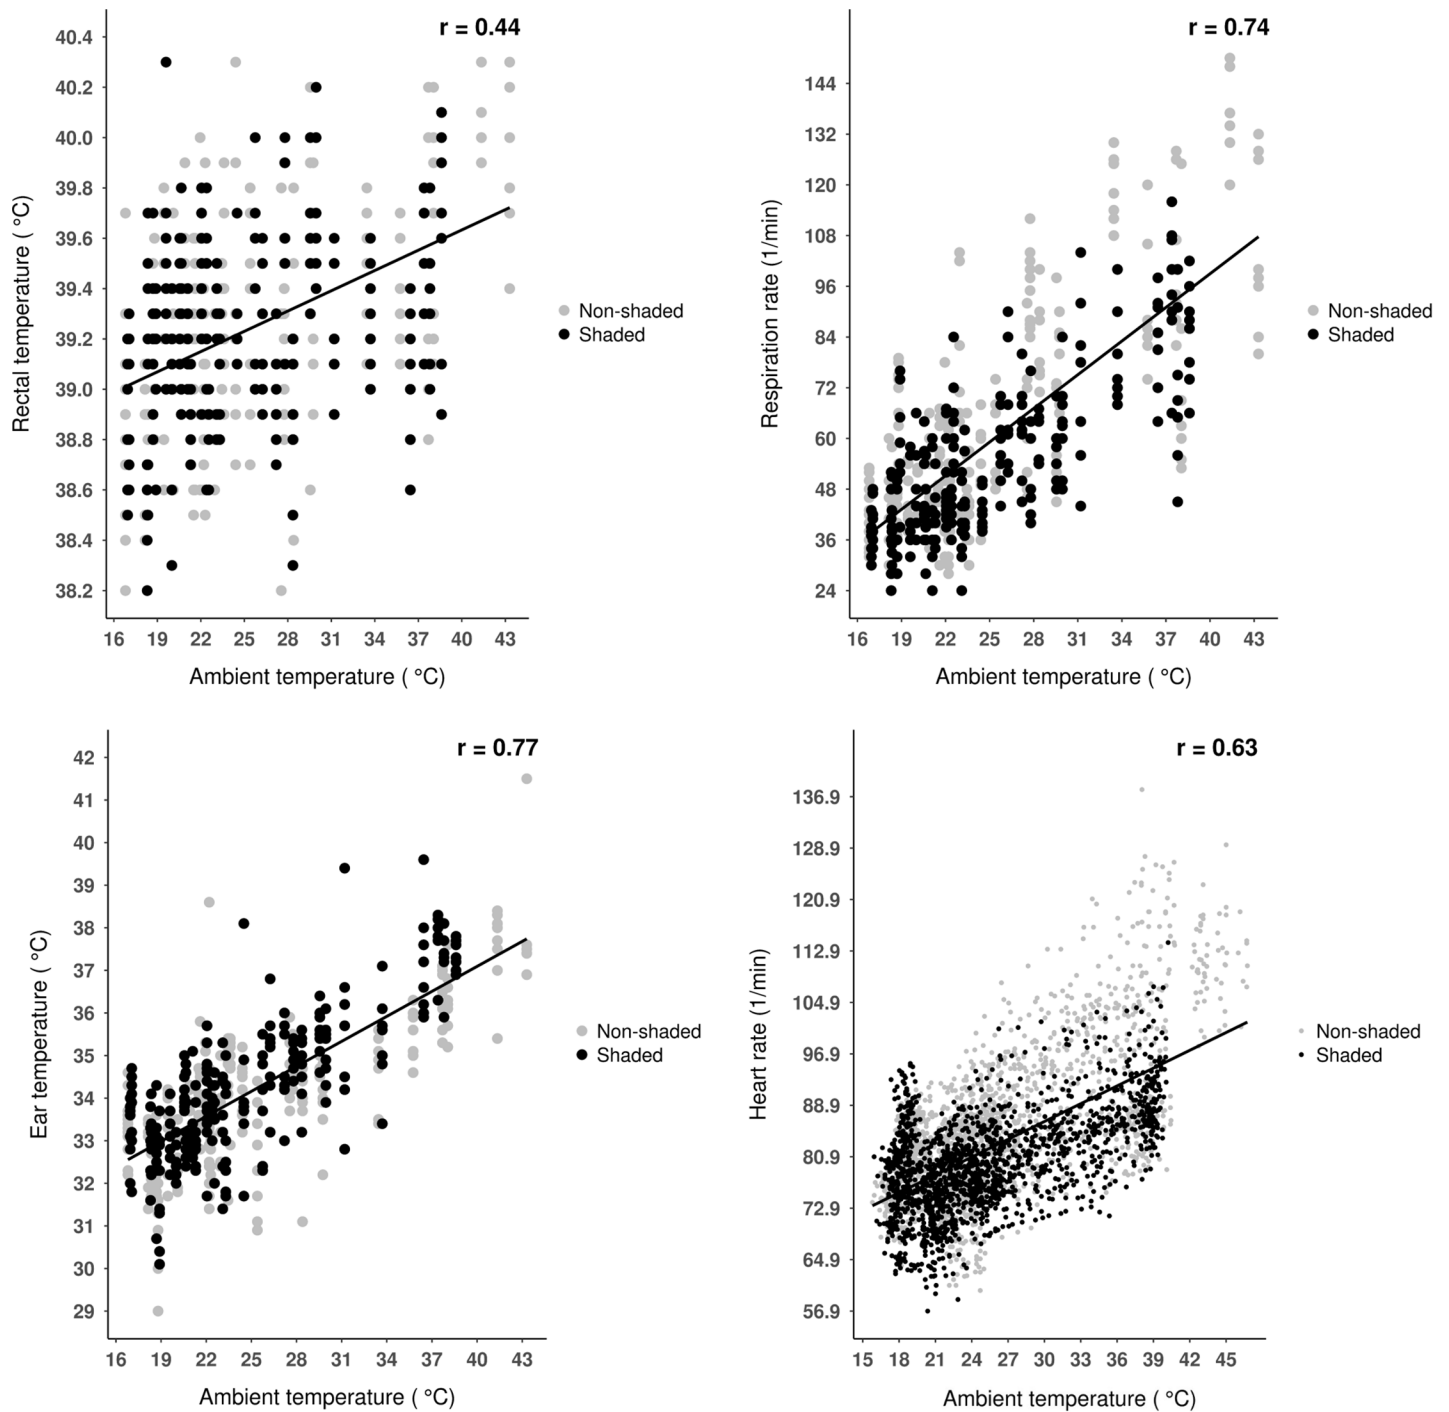 r = 0.44
40.4
40.2
40.0
39.8
39.6
39.4
39.2
39.0
38.8
38.6
38.4
38.2
Rectal temperature ( °C)
16 19 22 25 28 31 34 37 40 43
Ambient temperature ( °C)
Non-shaded
Shaded
r = 0.74
144
132
120
108
96
84
72
60
48
36
24
Respiration rate (1/min)
16 19 22 25 28 31 34 37 40 43
Ambient temperature ( °C)
Non-shaded
Shaded
r = 0.77
42
41
40
39
38
37
36
35
34
33
32
31
30
29
Ear temperature ( °C)
16 19 22 25 28 31 34 37 40 43
Ambient temperature ( °C)
Non-shaded
Shaded
r = 0.63
136.9
128.9
120.9
112.9
104.9
96.9
88.9
80.9
72.9
64.9
56.9
Heart rate (1/min)
15 18 21 24 27 30 33 36 39 42 45
Ambient temperature ( °C)
Non-shaded
Shaded